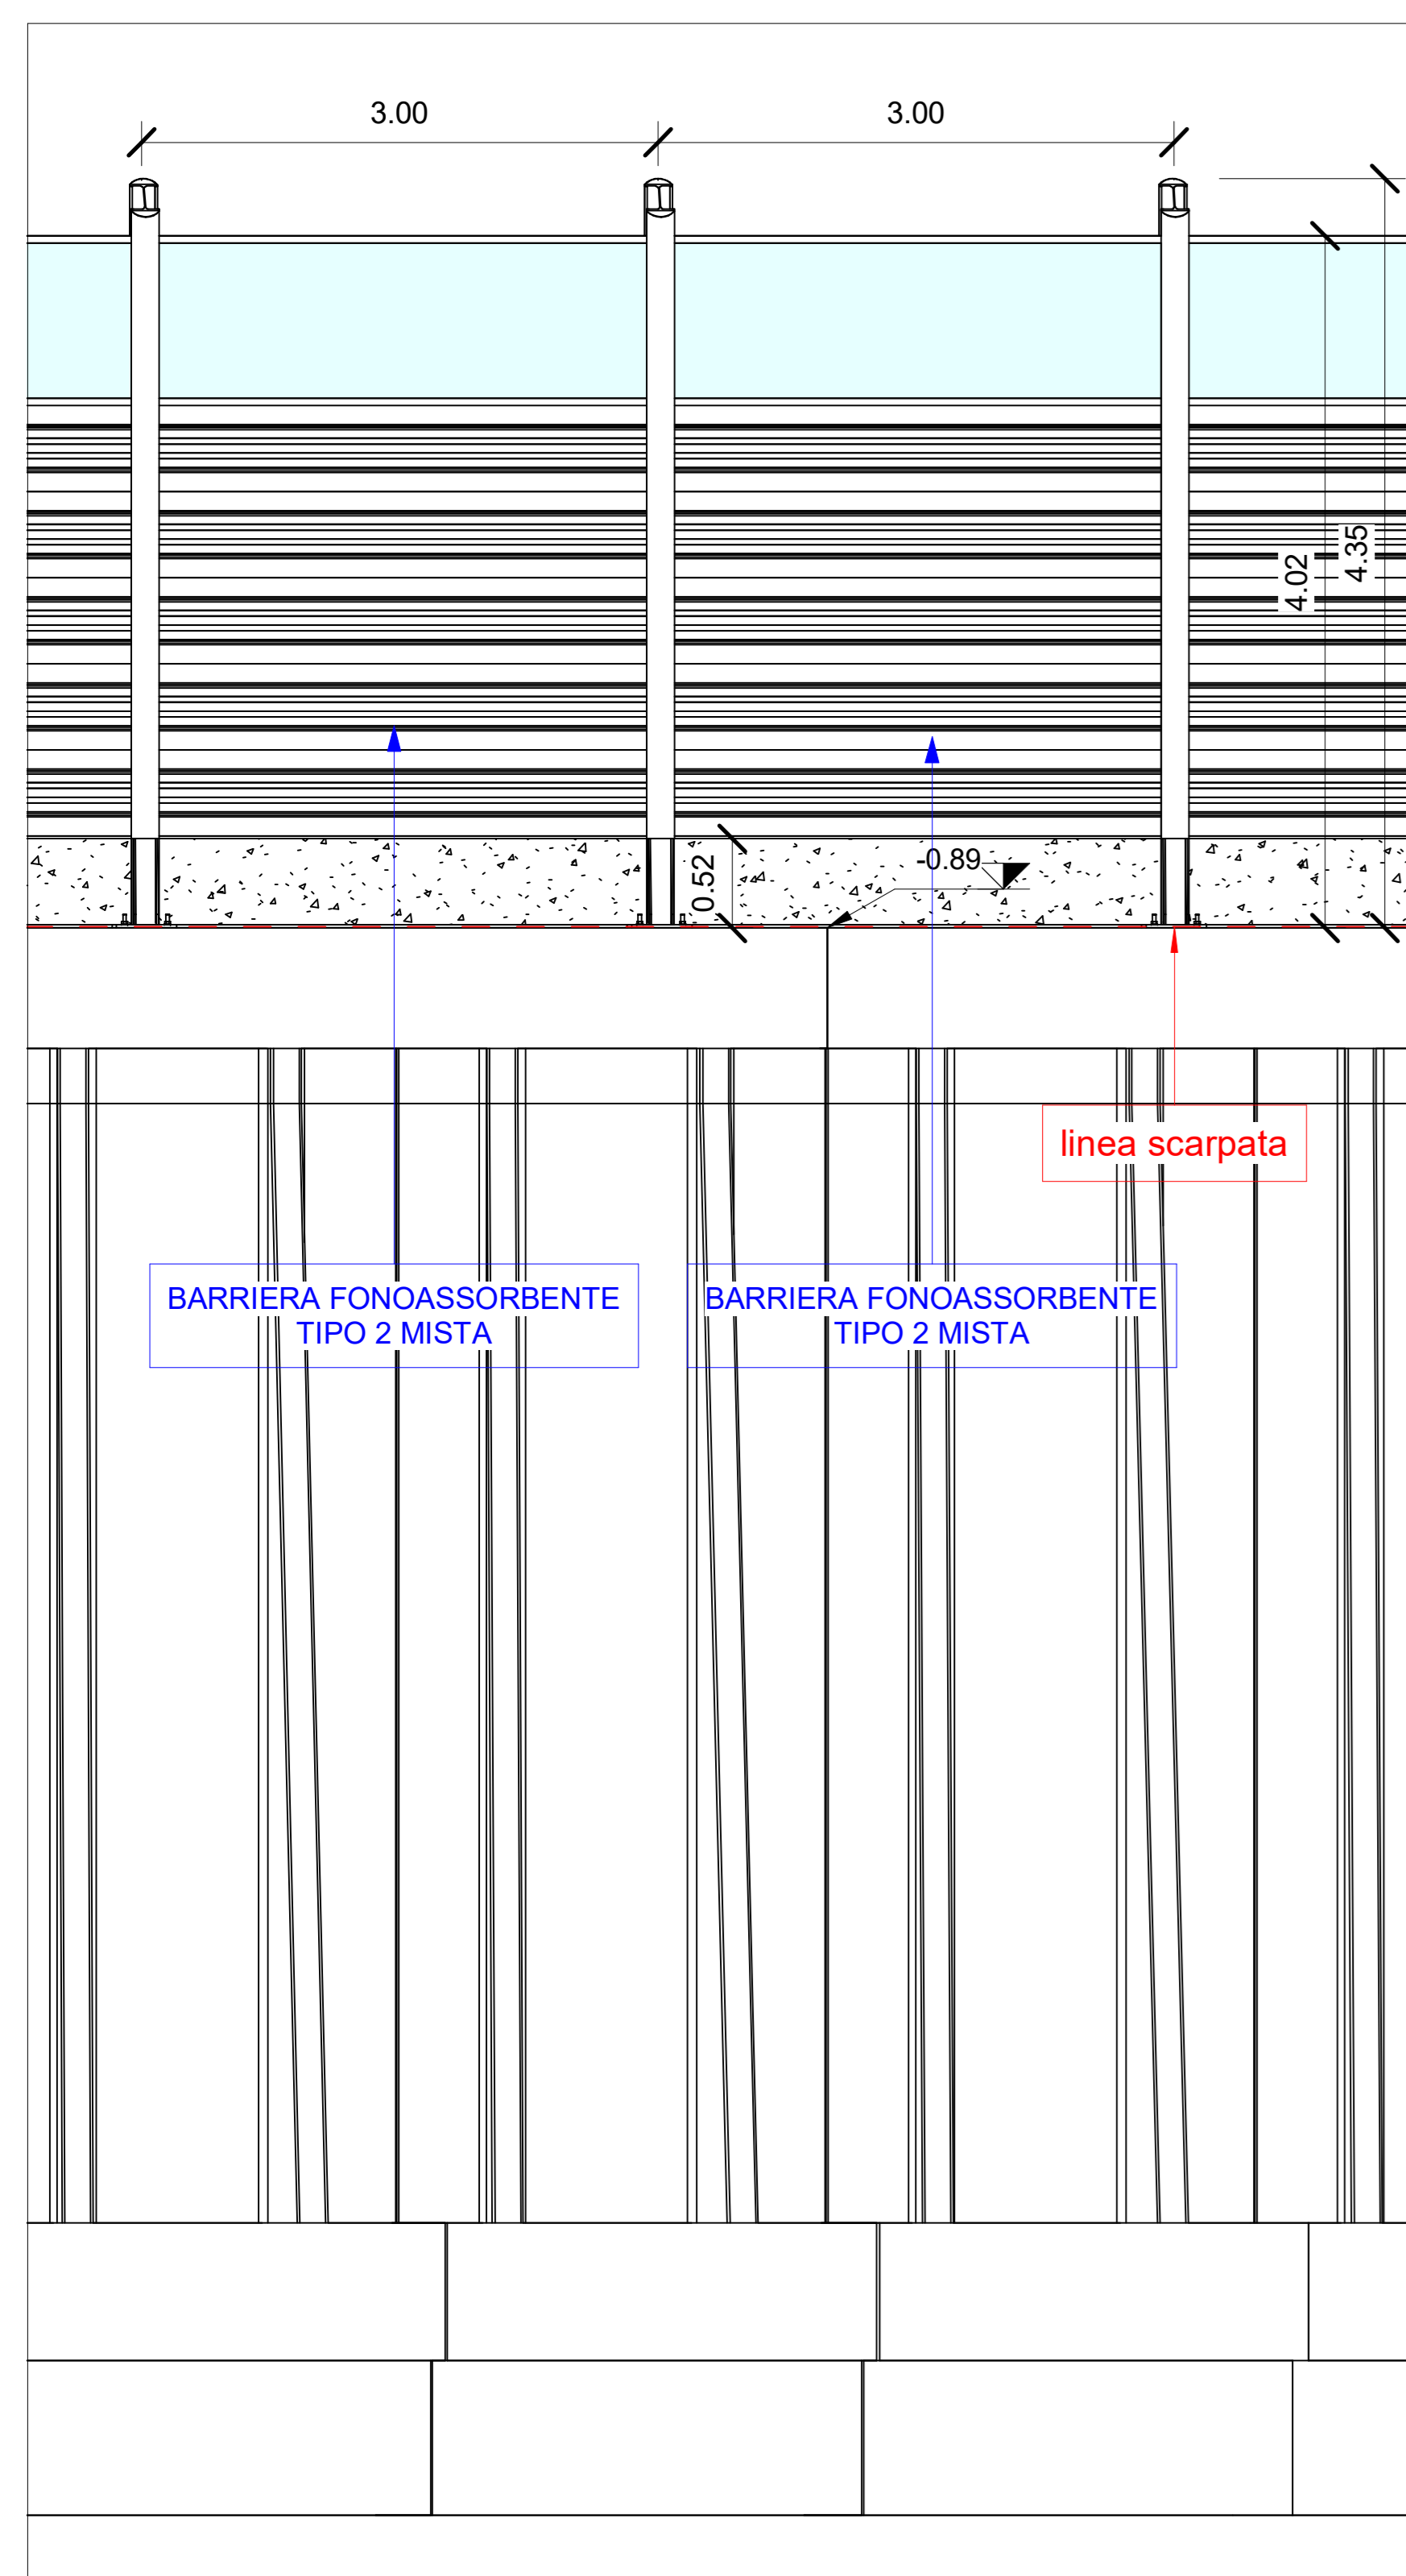 3.00
3.00
4.02
4.35
0.52
-0.89
linea scarpata
BARRIERA FONOASSORBENTE
TIPO 2 MISTA
BARRIERA FONOASSORBENTE
TIPO 2 MISTA